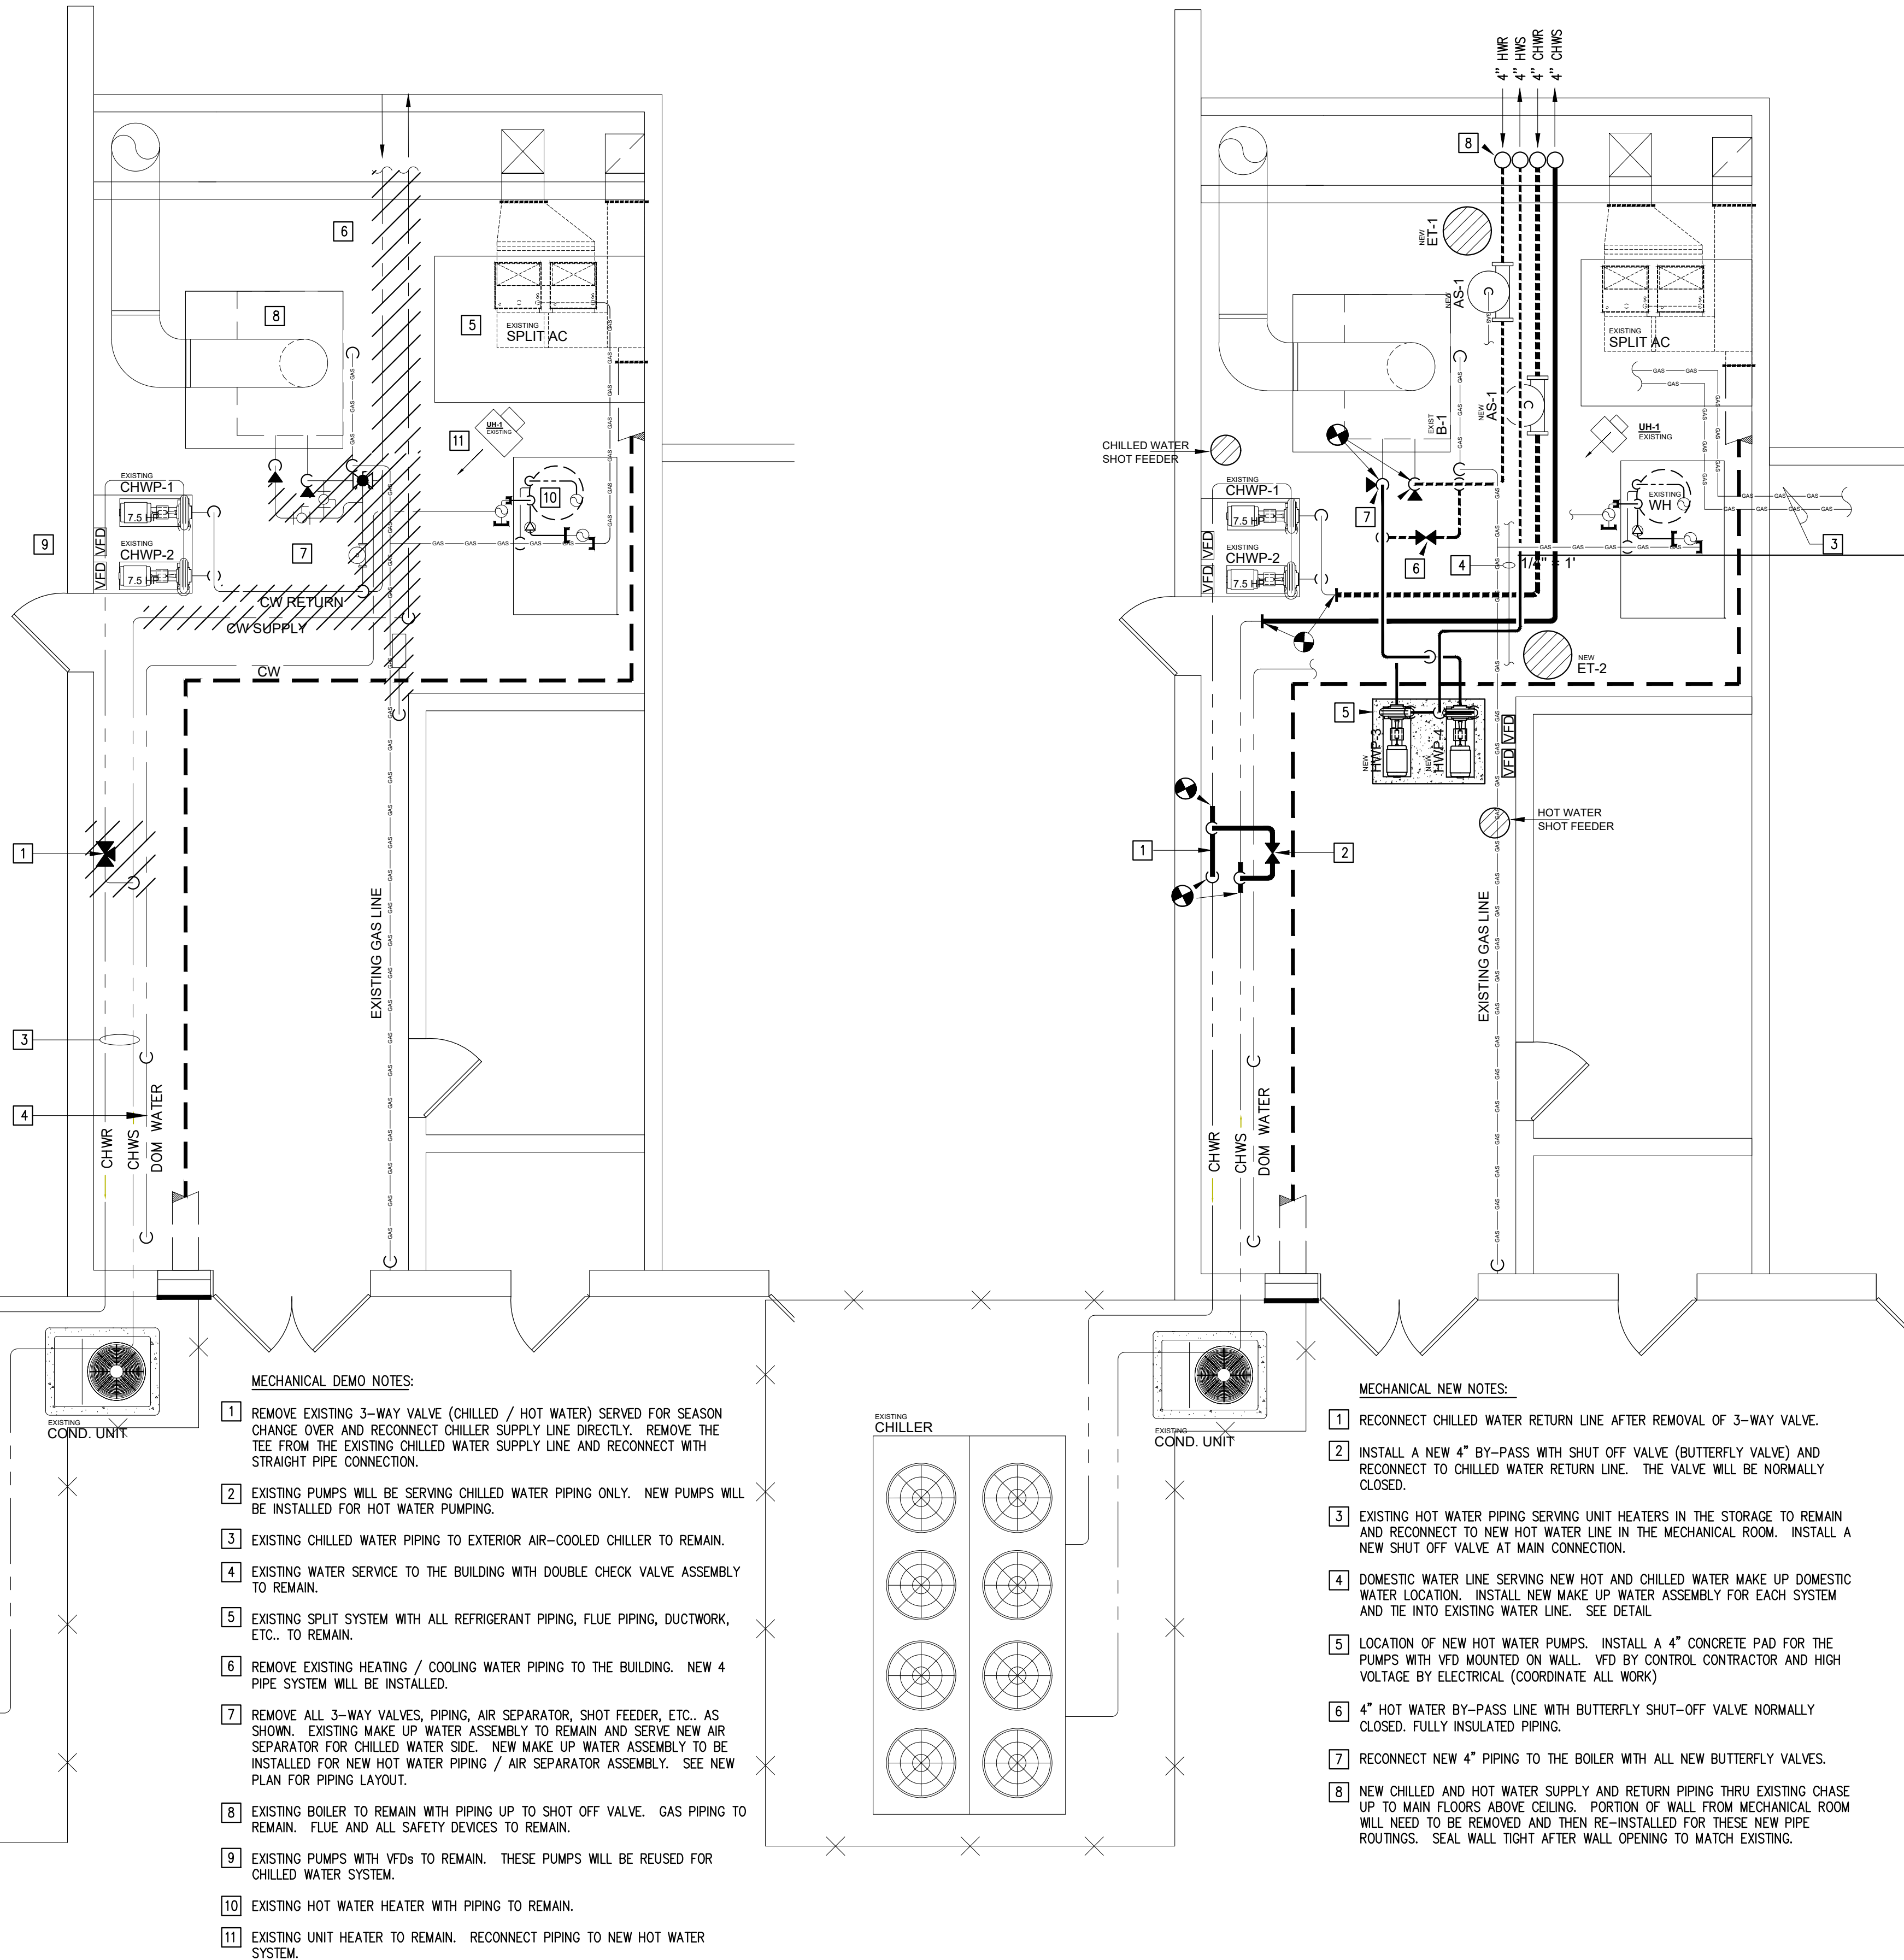 6
8
5
EXISTING
SPLIT AC
GAS
11
UH-1
EXISTING
10
EXISTING
CHWP-1
7.5 HP
VFD
9
7
EXISTING
CHWP-2
7.5 HP
VFD
GAS GAS GAS GAS GAS
CW RETURN
CW SUPPLY
CW
1
EXISTING GAS LINE
3
4
CHWR
CHWS
DOM WATER
EXISTING
COND. UNIT
MECHANICAL DEMO NOTES:
1 REMOVE EXISTING 3-WAY VALVE (CHILLED / HOT WATER) SERVED FOR SEASON
CHANGE OVER AND RECONNECT CHILLER SUPPLY LINE DIRECTLY. REMOVE THE
TEE FROM THE EXISTING CHILLED WATER SUPPLY LINE AND RECONNECT WITH
STRAIGHT PIPE CONNECTION.
2 EXISTING PUMPS WILL BE SERVING CHILLED WATER PIPING ONLY. NEW PUMPS WILL
BE INSTALLED FOR HOT WATER PUMPING.
3 EXISTING CHILLED WATER PIPING TO EXTERIOR AIR-COOLED CHILLER TO REMAIN.
4 EXISTING WATER SERVICE TO THE BUILDING WITH DOUBLE CHECK VALVE ASSEMBLY
TO REMAIN.
5 EXISTING SPLIT SYSTEM WITH ALL REFRIGERANT PIPING, FLUE PIPING, DUCTWORK,
ETC.. TO REMAIN.
6 REMOVE EXISTING HEATING / COOLING WATER PIPING TO THE BUILDING. NEW 4
PIPE SYSTEM WILL BE INSTALLED.
7 REMOVE ALL 3-WAY VALVES, PIPING, AIR SEPARATOR, SHOT FEEDER, ETC.. AS
SHOWN. EXISTING MAKE UP WATER ASSEMBLY TO REMAIN AND SERVE NEW AIR
SEPARATOR FOR CHILLED WATER SIDE. NEW MAKE UP WATER ASSEMBLY TO BE
INSTALLED FOR NEW HOT WATER PIPING / AIR SEPARATOR ASSEMBLY. SEE NEW
PLAN FOR PIPING LAYOUT.
8 EXISTING BOILER TO REMAIN WITH PIPING UP TO SHOT OFF VALVE. GAS PIPING TO
REMAIN. FLUE AND ALL SAFETY DEVICES TO REMAIN.
9 EXISTING PUMPS WITH VFDs TO REMAIN. THESE PUMPS WILL BE REUSED FOR
CHILLED WATER SYSTEM.
10 EXISTING HOT WATER HEATER WITH PIPING TO REMAIN.
11 EXISTING UNIT HEATER TO REMAIN. RECONNECT PIPING TO NEW HOT WATER
SYSTEM.
EXISTING
CHILLER
4" HWR
4" HWS
4" CHWR
4" CHWS
8
NEW
ET-1
NEW
AS-1
EXISTING
SPLIT AC
GAS GAS
GAS
NEW
AS-1
EXIST
B-1
UH-1
EXISTING
CHILLED WATER
SHOT FEEDER
EXISTING
CHWP-1
7.5 HP
VFD
7
EXISTING
WH
GAS GAS GAS
GAS GAS GAS
3
EXISTING
CHWP-2
7.5 HP
VFD
6
4
GAS GAS GAS GAS
1/4" = 1'
NEW
ET-2
5
NEW
HWP-3
NEW
HWP-4
VFD
VFD
HOT WATER
SHOT FEEDER
1
2
EXISTING GAS LINE
CHWR
CHWS
DOM WATER
EXISTING
COND. UNIT
MECHANICAL NEW NOTES:
1 RECONNECT CHILLED WATER RETURN LINE AFTER REMOVAL OF 3-WAY VALVE.
2 INSTALL A NEW 4" BY-PASS WITH SHUT OFF VALVE (BUTTERFLY VALVE) AND
RECONNECT TO CHILLED WATER RETURN LINE. THE VALVE WILL BE NORMALLY
CLOSED.
3 EXISTING HOT WATER PIPING SERVING UNIT HEATERS IN THE STORAGE TO REMAIN
AND RECONNECT TO NEW HOT WATER LINE IN THE MECHANICAL ROOM. INSTALL A
NEW SHUT OFF VALVE AT MAIN CONNECTION.
4 DOMESTIC WATER LINE SERVING NEW HOT AND CHILLED WATER MAKE UP DOMESTIC
WATER LOCATION. INSTALL NEW MAKE UP WATER ASSEMBLY FOR EACH SYSTEM
AND TIE INTO EXISTING WATER LINE. SEE DETAIL
5 LOCATION OF NEW HOT WATER PUMPS. INSTALL A 4" CONCRETE PAD FOR THE
PUMPS WITH VFD MOUNTED ON WALL. VFD BY CONTROL CONTRACTOR AND HIGH
VOLTAGE BY ELECTRICAL (COORDINATE ALL WORK)
6 4" HOT WATER BY-PASS LINE WITH BUTTERFLY SHUT-OFF VALVE NORMALLY
CLOSED. FULLY INSULATED PIPING.
7 RECONNECT NEW 4" PIPING TO THE BOILER WITH ALL NEW BUTTERFLY VALVES.
8 NEW CHILLED AND HOT WATER SUPPLY AND RETURN PIPING THRU EXISTING CHASE
UP TO MAIN FLOORS ABOVE CEILING. PORTION OF WALL FROM MECHANICAL ROOM
WILL NEED TO BE REMOVED AND THEN RE-INSTALLED FOR THESE NEW PIPE
ROUTINGS. SEAL WALL TIGHT AFTER WALL OPENING TO MATCH EXISTING.